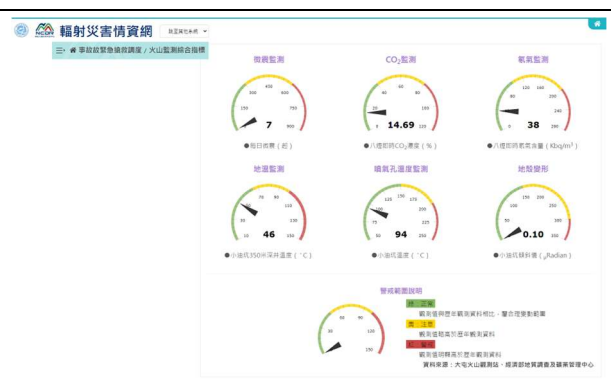 NCDR 輻射災害情資網
事故故緊急搶救調度 / 火山監測綜合指標
微震監測
CO₂監測
氡氣監測
7
14.69
38
●每日微震 ( 起 )
●八煙即時CO₂濃度 ( % )
●八煙即時氡氣含量 ( Kbq/m³ )
地溫監測
噴氣孔溫度監測
地殼變形
46
94
0.10
●小油坑350米深井溫度 ( °C )
●小油坑溫度 ( °C )
●小油坑傾斜儀 ( μRadian )
警戒範圍說明
綠 正常
觀測值與歷年觀測資料相比,屬合理變動範圍
黃 注意
觀測值略高於歷年觀測資料
紅
觀測值明顯高於歷年觀測資料
資料來源:大屯火山觀測站、經濟部地質調查及礦業管理中心